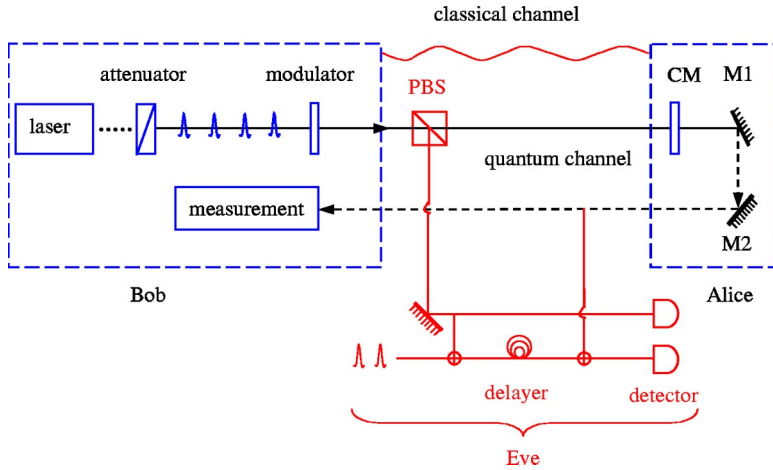 classical channel
attenuator
modulator
PBS
CM
M1
laser
quantum channel
measurement
M2
Bob
Alice
delayer
detector
Eve